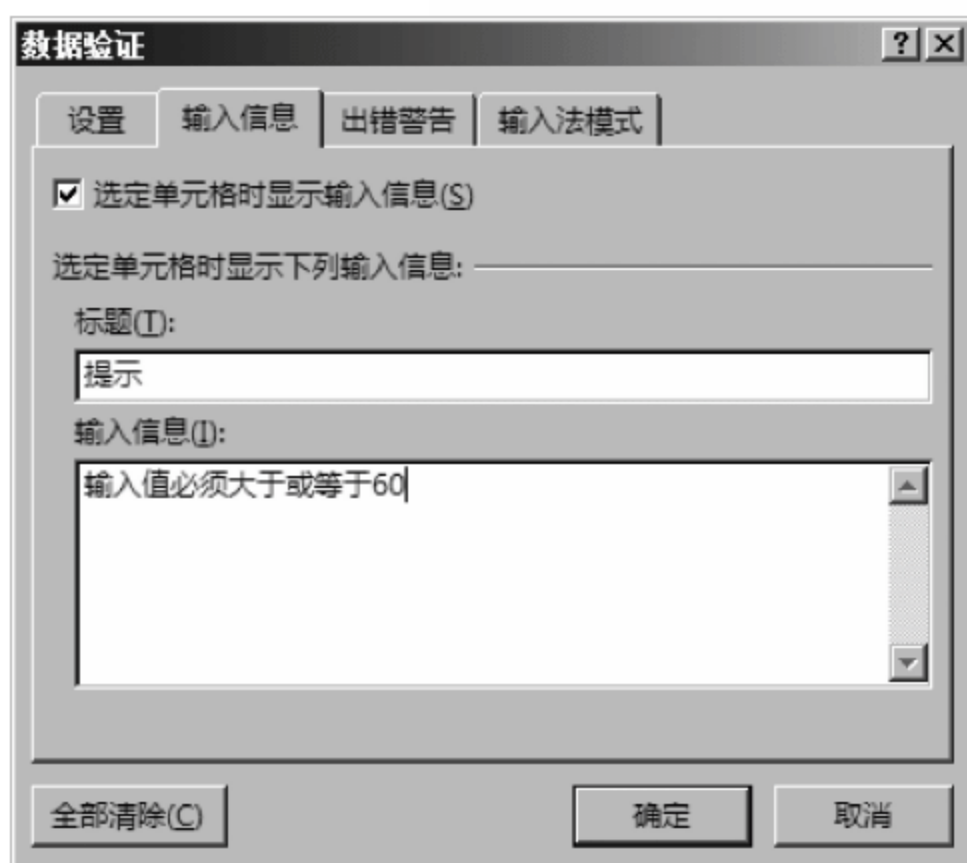 数据验证
设置 输入信息 出错警告 输入法模式
选定单元格时显示输入信息(S)
选定单元格时显示下列输入信息:
标题(T):
提示
输入信息(I):
输入值必须大于或等于60
全部清除(C) 确定 取消